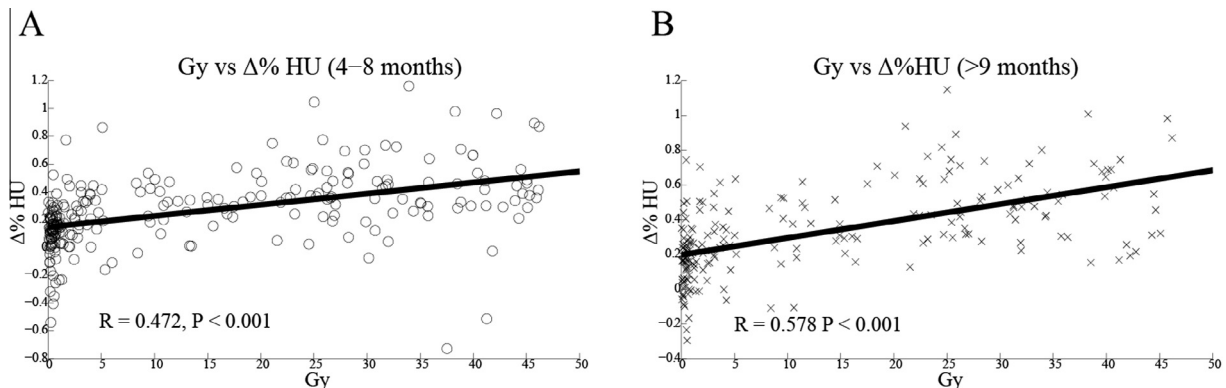 A
Gy vs Δ% HU (4−8 months)
1.2
1
0.8
0.6
0.4
0.2
0
−0.2
−0.4
−0.6
−0.8
Δ% HU
R = 0.472, P < 0.001
0 5 10 15 20 25 30 35 40 45 50
Gy
B
Gy vs Δ%HU (>9 months)
1.2
1
0.8
0.6
0.4
0.2
0
−0.2
−0.4
Δ% HU
R = 0.578 P < 0.001
0 5 10 15 20 25 30 35 40 45 50
Gy